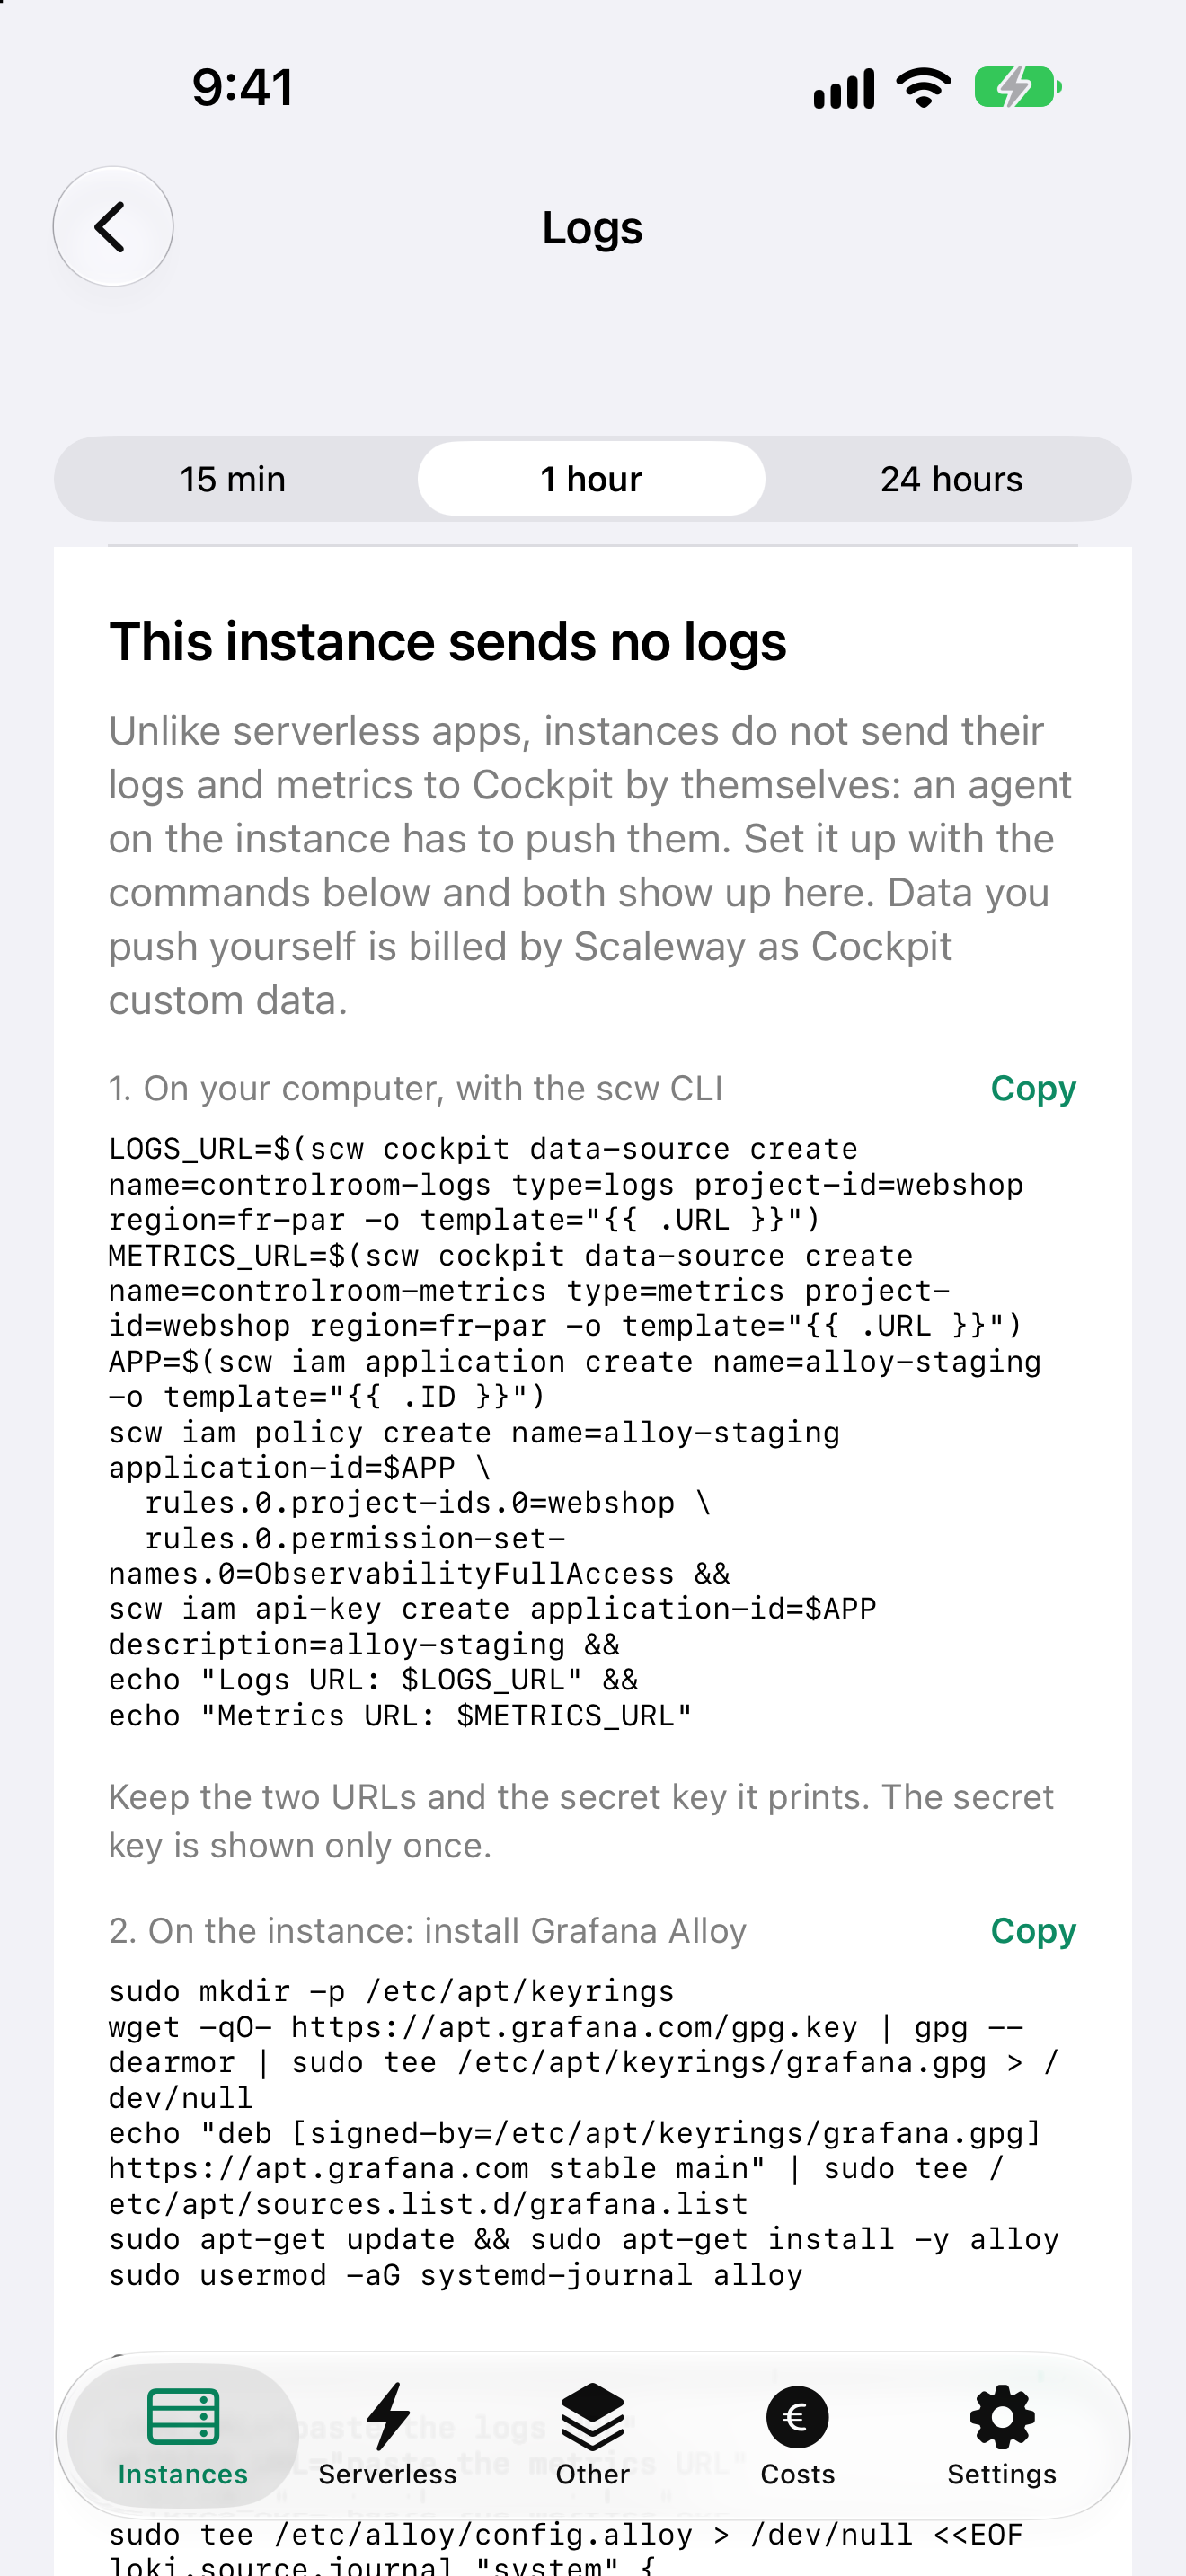 9:41
Logs
15 min
1 hour
24 hours
This instance sends no logs
Unlike serverless apps, instances do not send their
logs and metrics to Cockpit by themselves: an agent
on the instance has to push them. Set it up with the
commands below and both show up here. Data you
push yourself is billed by Scaleway as Cockpit
custom data.
1. On your computer, with the scw CLI
Copy
LOGS_URL=$(scw cockpit data-source create
name=controlroom-logs type=logs project-id=webshop
region=fr-par -o template="{{ .URL }}")
METRICS_URL=$(scw cockpit data-source create
name=controlroom-metrics type=metrics project-
id=webshop region=fr-par -o template="{{ .URL }}")
APP=$(scw iam application create name=alloy-staging
-o template="{{ .ID }}")
scw iam policy create name=alloy-staging
application-id=$APP \
  rules.0.project-ids.0=webshop \
  rules.0.permission-set-
names.0=ObservabilityFullAccess &&
scw iam api-key create application-id=$APP
description=alloy-staging &&
echo "Logs URL: $LOGS_URL" &&
echo "Metrics URL: $METRICS_URL"
Keep the two URLs and the secret key it prints. The secret
key is shown only once.
2. On the instance: install Grafana Alloy
Copy
sudo mkdir -p /etc/apt/keyrings
wget -qO- https://apt.grafana.com/gpg.key | gpg --
dearmor | sudo tee /etc/apt/keyrings/grafana.gpg > /
dev/null
echo "deb [signed-by=/etc/apt/keyrings/grafana.gpg]
https://apt.grafana.com stable main" | sudo tee /
etc/apt/sources.list.d/grafana.list
sudo apt-get update && sudo apt-get install -y alloy
sudo usermod -aG systemd-journal alloy
paste the logs
="paste the metrics URL"
Instances
Serverless
Other
€
Costs
Settings
sudo tee /etc/alloy/config.alloy > /dev/null <<EOF
loki.source.journal "system" {